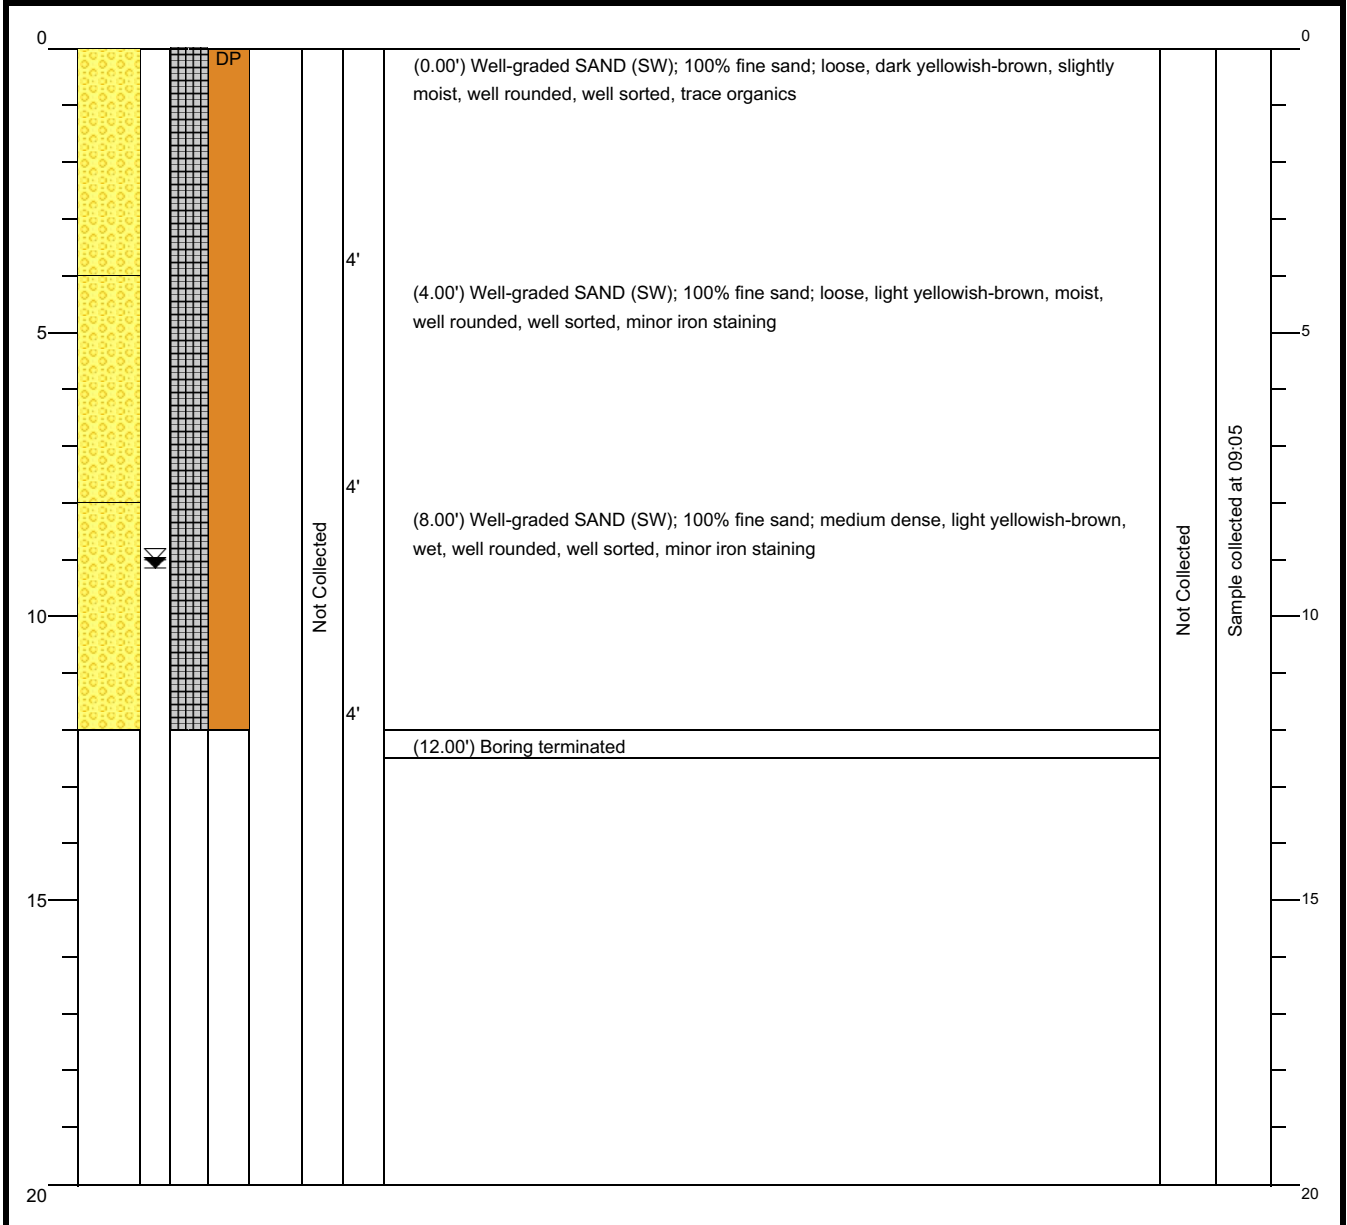 0
0
DP
(0.00') Well-graded SAND (SW); 100% fine sand; loose, dark yellowish-brown, slightly
moist, well rounded, well sorted, trace organics
4'
(4.00') Well-graded SAND (SW); 100% fine sand; loose, light yellowish-brown, moist,
well rounded, well sorted, minor iron staining
5
5
4'
(8.00') Well-graded SAND (SW); 100% fine sand; medium dense, light yellowish-brown,
wet, well rounded, well sorted, minor iron staining
Not Collected
Not Collected
Sample collected at 09:05
10
10
4'
(12.00') Boring terminated
15
15
20
20